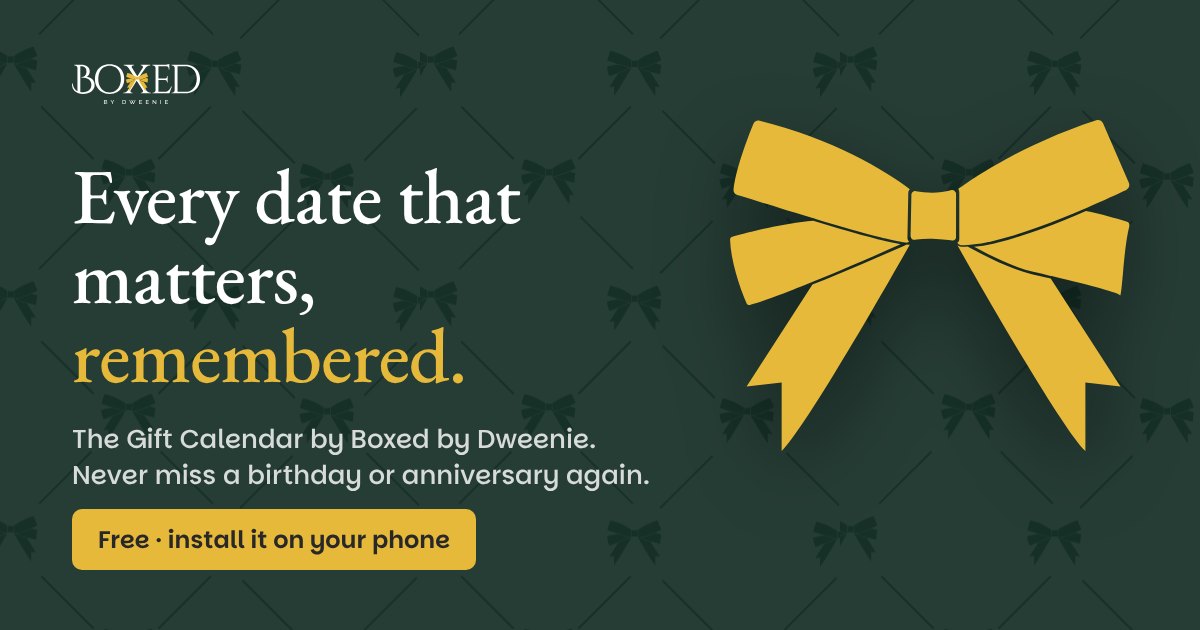 BOXED
BY DWEENIE
Every date that
matters,
remembered.
The Gift Calendar by Boxed by Dweenie.
Never miss a birthday or anniversary again.
Free · install it on your phone